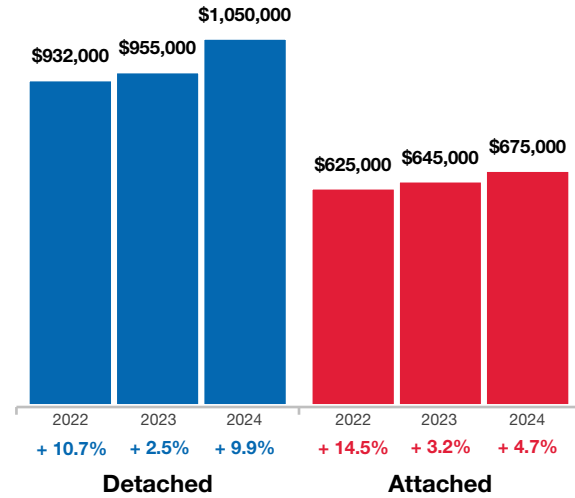 $932,000 $955,000 $1,050,000
$625,000 $645,000 $675,000
2022 2023 2024 2022 2023 2024
+ 10.7% + 2.5% + 9.9% + 14.5% + 3.2% + 4.7%
Detached Attached